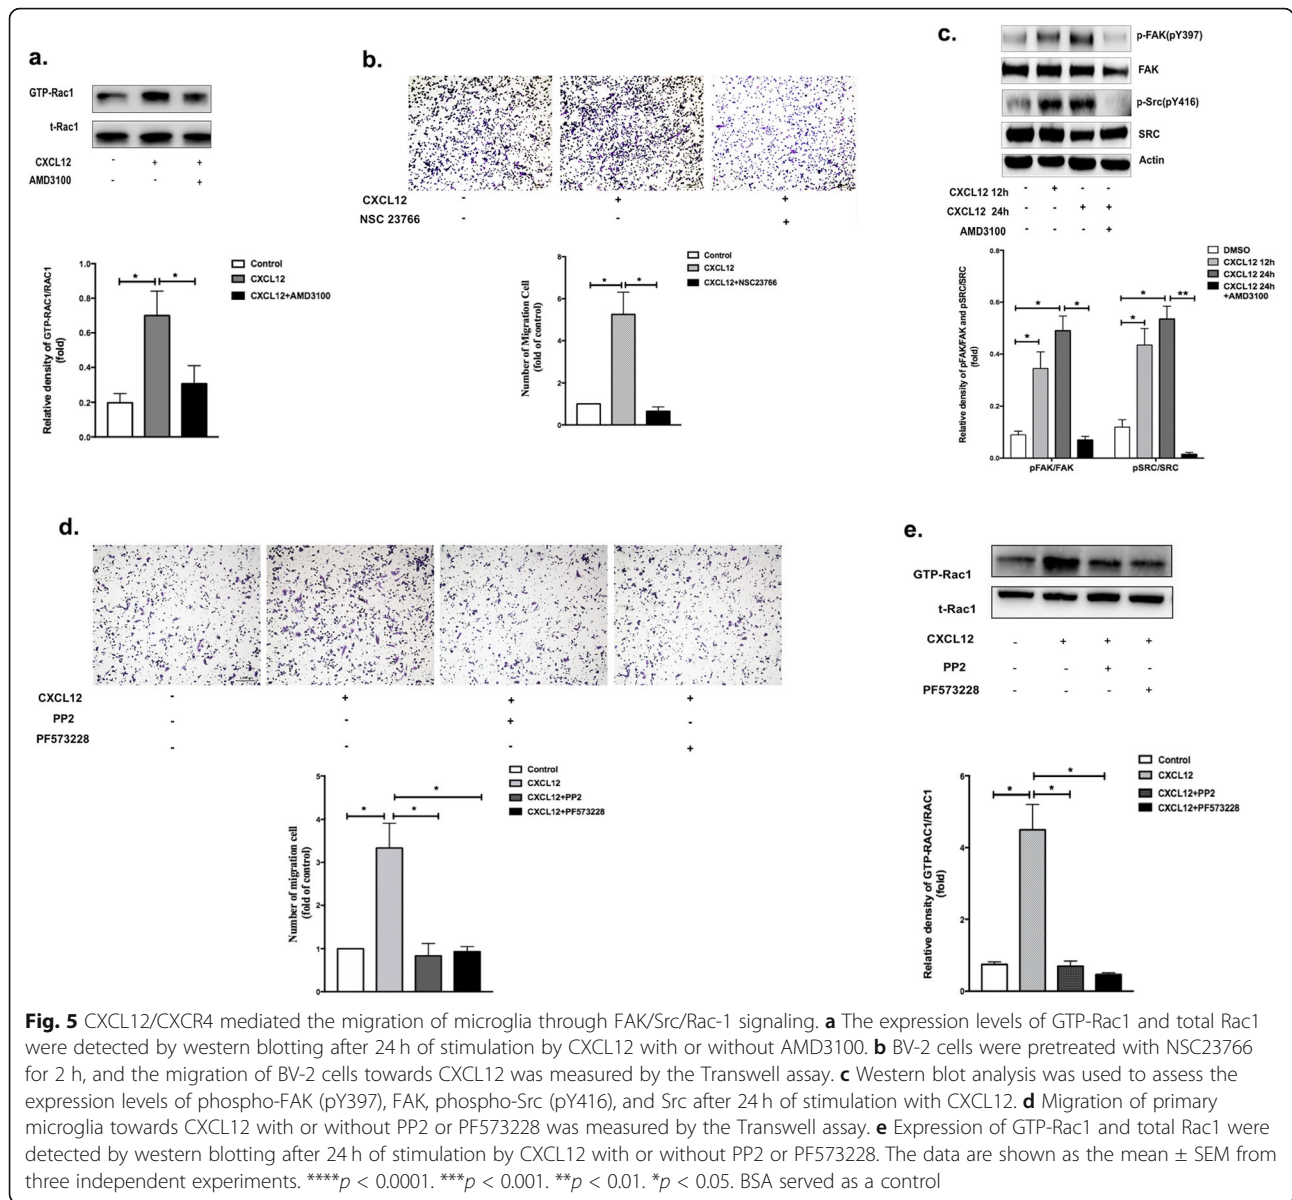 a.
GTP-Rac1
t-Rac1
CXCL12 - + +
AMD3100 - - +
Relative density of GTP-RAC1/RAC1
(fold)
1.0
0.8
0.6
0.4
0.2
0.0
* *
Control
CXCL12
CXCL12+AMD3100
b.
CXCL12 - + +
NSC 23766 - - +
Number of Migration Cell
(fold of control)
8
6
4
2
0
* *
Control
CXCL12
CXCL12+NSC23766
c.
p-FAK(pY397)
FAK
p-Src(pY416)
SRC
Actin
CXCL12 12h - + - -
CXCL12 24h - - + +
AMD3100 - - - +
Relative density of pFAK/FAK and pSRC/SRC
(fold)
0.8
0.6
0.4
0.2
0.0
* * *
* * **
pFAK/FAK pSRC/SRC
DMSO
CXCL12 12h
CXCL12 24h
CXCL12 24h
+AMD3100
d.
CXCL12 - + + +
PP2 - - + -
PF573228 - - - +
Number of migration cell
(fold of control)
5
4
3
2
1
0
* * *
Control
CXCL12
CXCL12+PP2
CXCL12+PF573228
e.
GTP-Rac1
t-Rac1
CXCL12 - + + +
PP2 - - + -
PF573228 - - - +
Relative density of GTP-RAC1/RAC1
(fold)
6
4
2
0
* * *
Control
CXCL12
CXCL12+PP2
CXCL12+PF573228
Fig. 5 CXCL12/CXCR4 mediated the migration of microglia through FAK/Src/Rac-1 signaling. a The expression levels of GTP-Rac1 and total Rac1
were detected by western blotting after 24 h of stimulation by CXCL12 with or without AMD3100. b BV-2 cells were pretreated with NSC23766
for 2 h, and the migration of BV-2 cells towards CXCL12 was measured by the Transwell assay. c Western blot analysis was used to assess the
expression levels of phospho-FAK (pY397), FAK, phospho-Src (pY416), and Src after 24 h of stimulation with CXCL12. d Migration of primary
microglia towards CXCL12 with or without PP2 or PF573228 was measured by the Transwell assay. e Expression of GTP-Rac1 and total Rac1 were
detected by western blotting after 24 h of stimulation by CXCL12 with or without PP2 or PF573228. The data are shown as the mean ± SEM from
three independent experiments. ****p < 0.0001. ***p < 0.001. **p < 0.01. *p < 0.05. BSA served as a control